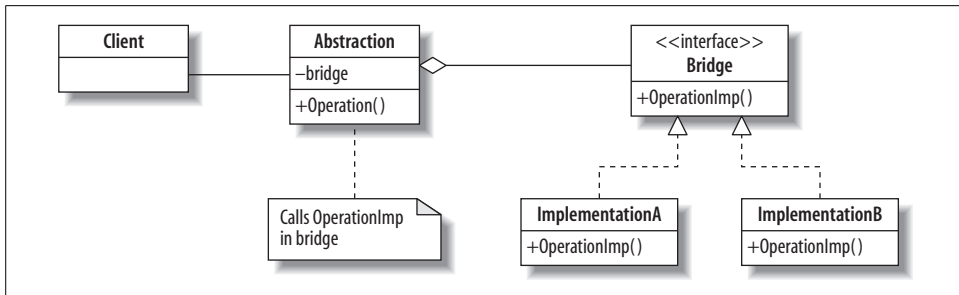 Client
Abstraction
–bridge
+Operation()
<<interface>>
Bridge
+OperationImp()
Calls OperationImp
in bridge
ImplementationA
+OperationImp()
ImplementationB
+OperationImp()